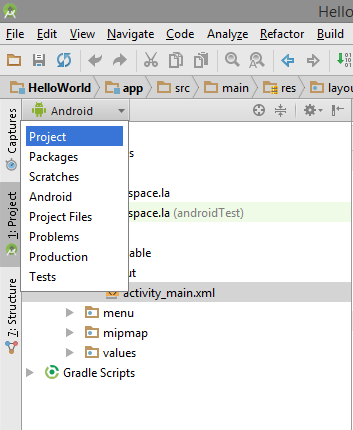 Hello
File Edit View Navigate Code Analyze Refactor Build
HelloWorld app src main res layou
Android
Project
Packages
Scratches
Android
Project Files
Problems
Production
Tests
space.la
space.la (androidTest)
able
ut
activity_main.xml
menu
mipmap
values
Gradle Scripts
Captures
1: Project
7: Structure